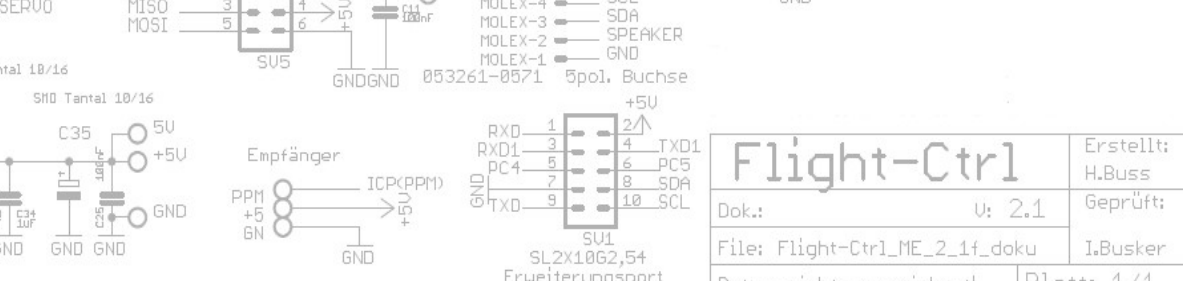 SERVO
MISO 3 4
MOSI 5 6 +5V
SV5
C11
100nF
GND GND
MOLEX-4 SCL
MOLEX-3 SDA
MOLEX-2 SPEAKER
MOLEX-1 GND
053261-0571 5pol. Buchse
GND
tal 10/16
SMD Tantal 10/16
C35
100nF
5V
+5V
GND
C34
1uF
C25
GND GND GND
Empfänger
PPM ICP(PPM)
+5 +5V
GN
GND
+5V
RXD 1 2
RXD1 3 4 TXD1
PC4 5 6 PC5
GND 7 8 SDA
TXD 9 10 SCL
SV1
SL2X10G2,54
Erweiterungsport
Flight-Ctrl
Erstellt:
H.Buss
Dok.: V: 2.1
Geprüft:
File: Flight-Ctrl_ME_2_1f_doku
I.Busker